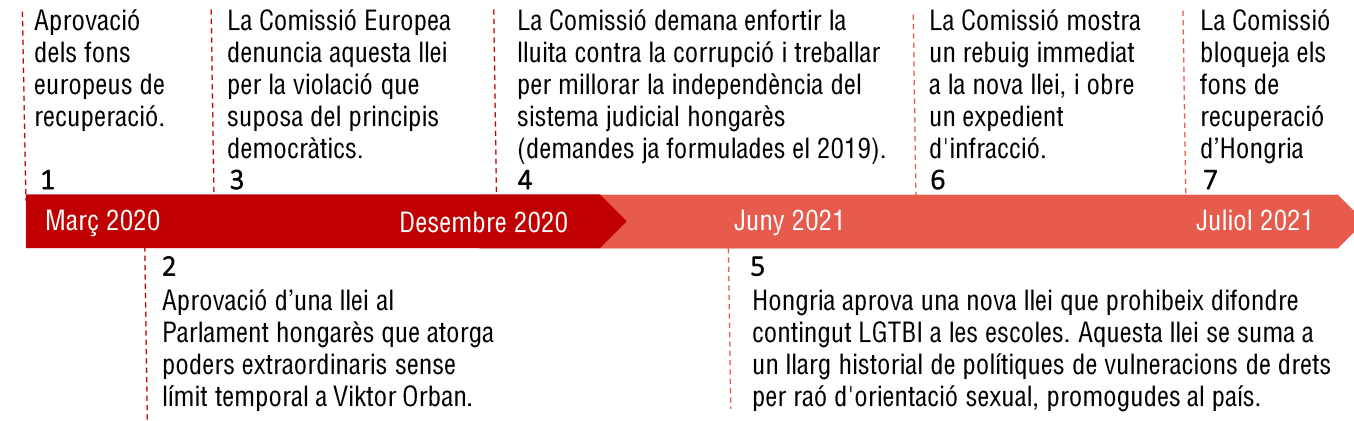 Aprovació
dels fons
europeus de
recuperació.
1
La Comissió Europea
denuncia aquesta llei
per la violació que
suposa del principis
democràtics.
3
La Comissió demana enfortir la
lluita contra la corrupció i treballar
per millorar la independència del
sistema judicial hongarès
(demandes ja formulades el 2019).
4
La Comissió mostra
un rebuig immediat
a la nova llei, i obre
un expedient
d'infracció.
6
La Comissió
bloqueja els
fons de
recuperació
d’Hongria
7
Març 2020
Desembre 2020
Juny 2021
Juliol 2021
2
Aprovació d’una llei al
Parlament hongarès que atorga
poders extraordinaris sense
límit temporal a Viktor Orban.
5
Hongria aprova una nova llei que prohibeix difondre
contingut LGTBI a les escoles. Aquesta llei se suma a
un llarg historial de polítiques de vulneracions de drets
per raó d'orientació sexual, promogudes al país.